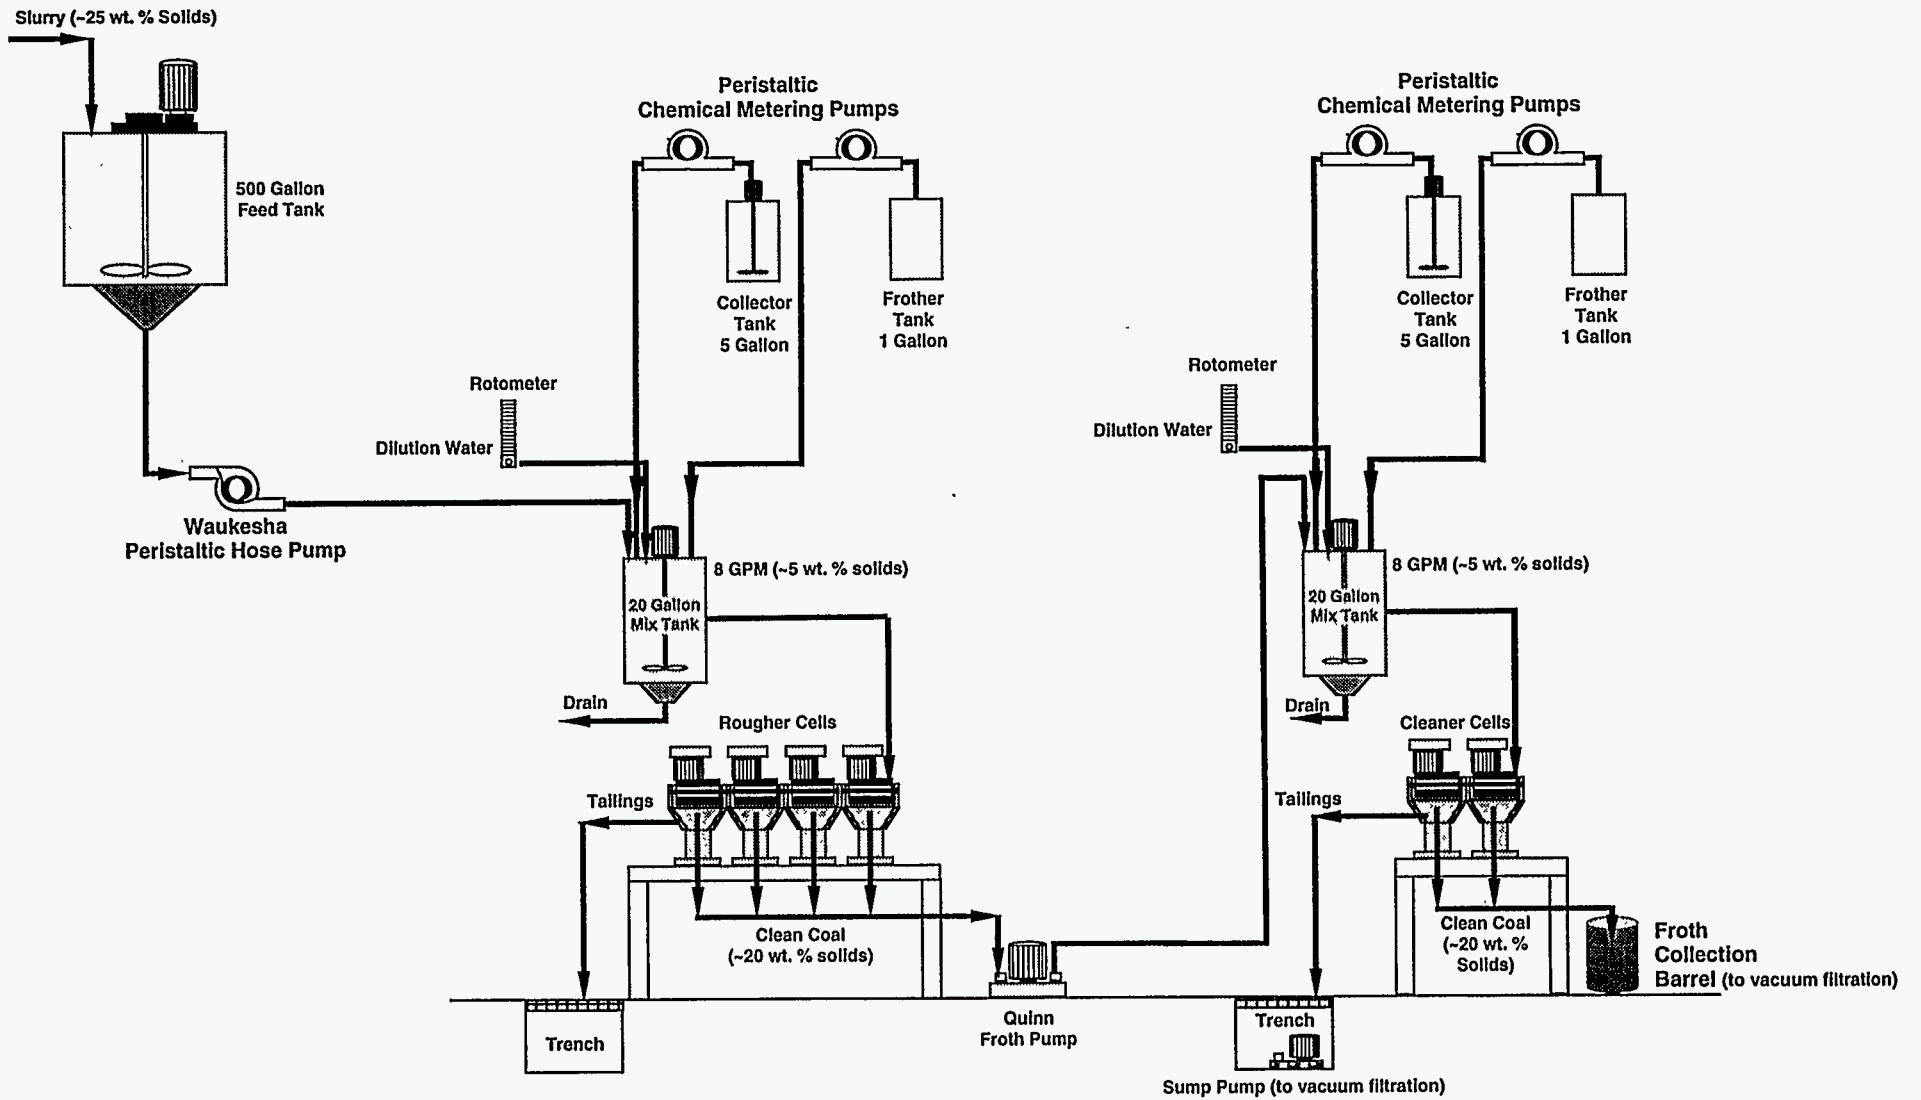 Slurry (~25 wt. % Solids)
500 Gallon
Feed Tank
Waukesha
Peristaltic Hose Pump
Peristaltic
Chemical Metering Pumps
Collector
Tank
5 Gallon
Frother
Tank
1 Gallon
Rotometer
Dilution Water
8 GPM (~5 wt. % solids)
20 Gallon
Mix Tank
Drain
Rougher Cells
Tailings
Clean Coal
(~20 wt. % solids)
Trench
Quinn
Froth Pump
Peristaltic
Chemical Metering Pumps
Collector
Tank
5 Gallon
Frother
Tank
1 Gallon
Rotometer
Dilution Water
8 GPM (~5 wt. % solids)
20 Gallon
Mix Tank
Drain
Cleaner Cells
Tailings
Clean Coal
(~20 wt. %
Solids)
Froth
Collection
Barrel (to vacuum filtration)
Trench
Sump Pump (to vacuum filtration)